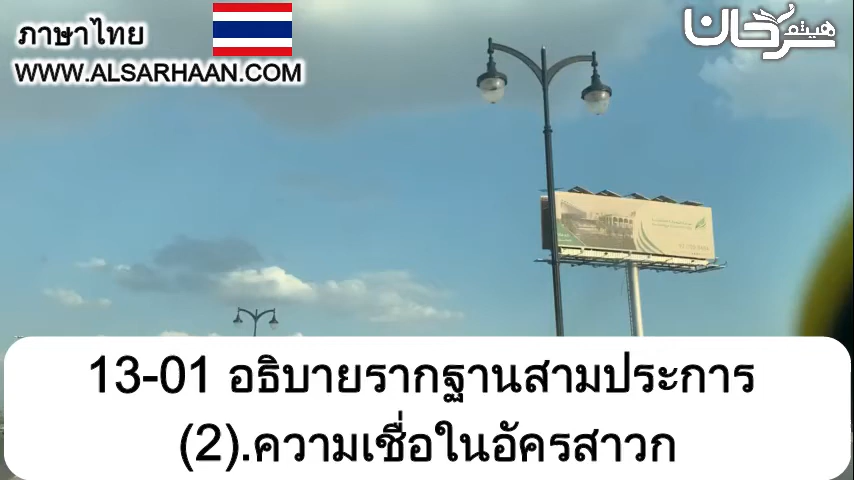 ภาษาไทย
WWW.ALSARHAAN.COM
هيثم سرحان
13-01 อธิบายรากฐานสามประการ
(2).ความเชื่อในอัครสาวก